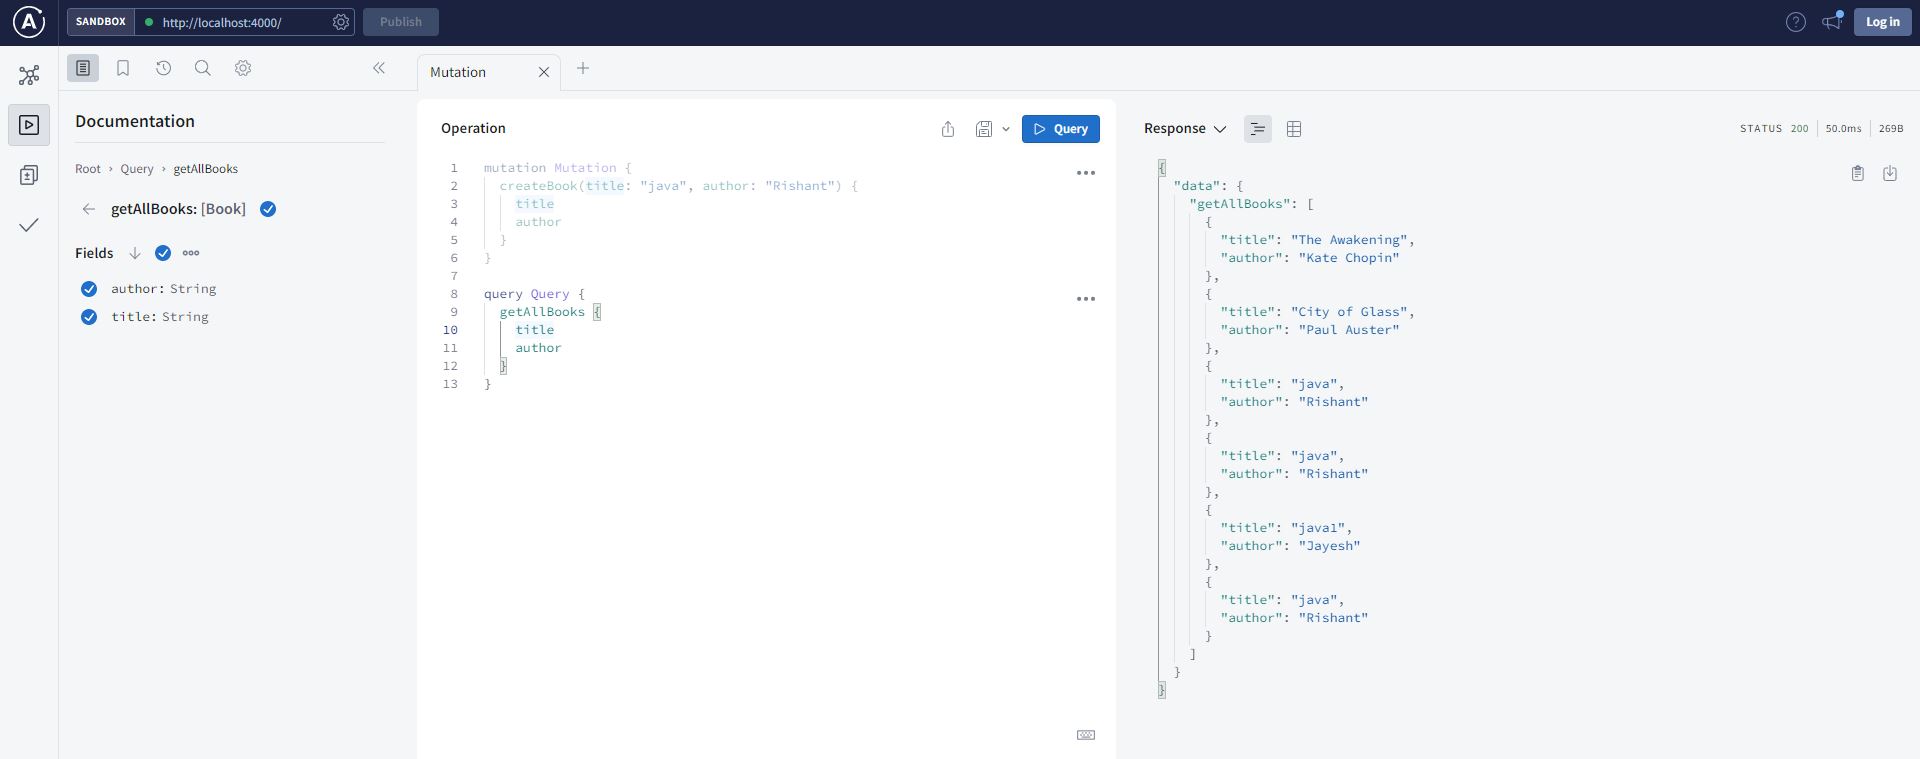 SANDBOX http://localhost:4000/ Publish Log in
Mutation
Documentation
Root › Query › getAllBooks
getAllBooks: [Book]
Fields
author: String
title: String
Operation
Query
1 mutation Mutation {
2 createBook(title: "java", author: "Rishant") {
3 title
4 author
5 }
6 }
7
8 query Query {
9 getAllBooks {
10 title
11 author
12 }
13 }
Response
STATUS 200 50.0ms 269B
{
"data": {
"getAllBooks": [
{
"title": "The Awakening",
"author": "Kate Chopin"
},
{
"title": "City of Glass",
"author": "Paul Auster"
},
{
"title": "java",
"author": "Rishant"
},
{
"title": "java",
"author": "Rishant"
},
{
"title": "java1",
"author": "Jayesh"
},
{
"title": "java",
"author": "Rishant"
}
]
}
}